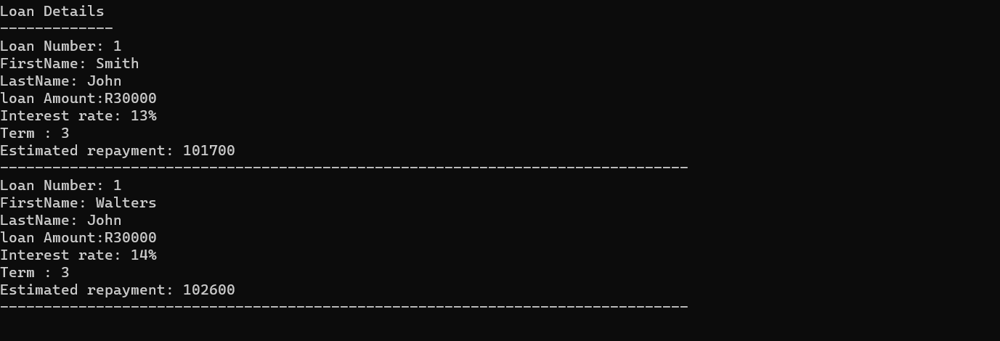 Loan Details
-------------
Loan Number: 1
FirstName: Smith
LastName: John
loan Amount:R30000
Interest rate: 13%
Term : 3
Estimated repayment: 101700
-------------------------------------------------------------------------------
Loan Number: 1
FirstName: Walters
LastName: John
loan Amount:R30000
Interest rate: 14%
Term : 3
Estimated repayment: 102600
-------------------------------------------------------------------------------